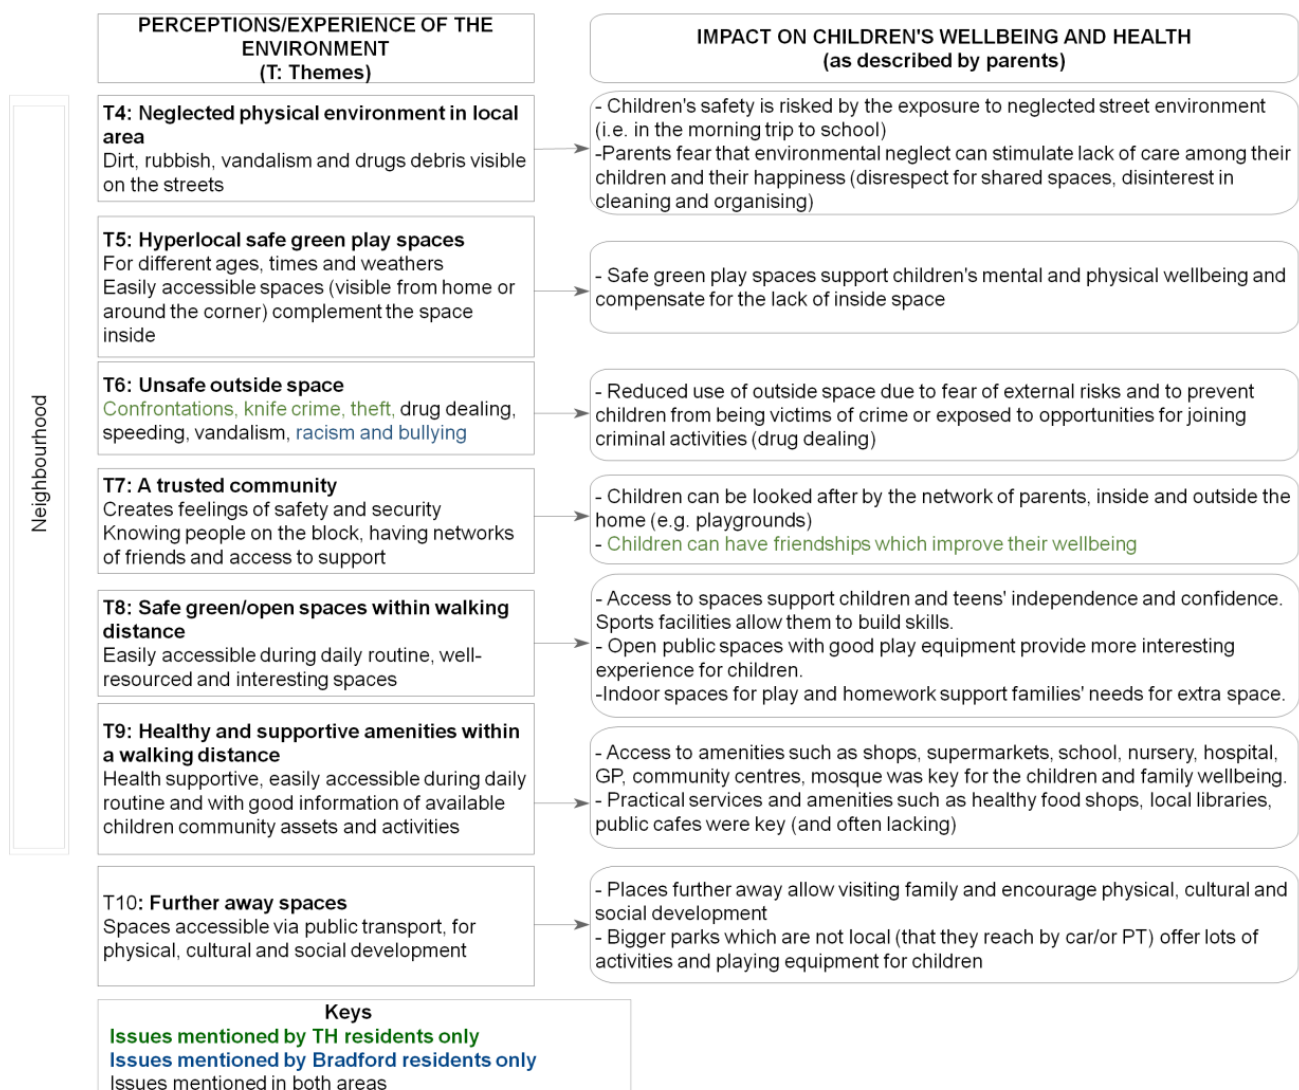 PERCEPTIONS/EXPERIENCE OF THE
ENVIRONMENT
(T: Themes)
IMPACT ON CHILDREN'S WELLBEING AND HEALTH
(as described by parents)
Neighbourhood
T4: Neglected physical environment in local
area
Dirt, rubbish, vandalism and drugs debris visible
on the streets
- Children's safety is risked by the exposure to neglected street environment
(i.e. in the morning trip to school)
-Parents fear that environmental neglect can stimulate lack of care among their
children and their happiness (disrespect for shared spaces, disinterest in
cleaning and organising)
T5: Hyperlocal safe green play spaces
For different ages, times and weathers
Easily accessible spaces (visible from home or
around the corner) complement the space
inside
- Safe green play spaces support children's mental and physical wellbeing and
compensate for the lack of inside space
T6: Unsafe outside space
Confrontations, knife crime, theft, drug dealing,
speeding, vandalism, racism and bullying
- Reduced use of outside space due to fear of external risks and to prevent
children from being victims of crime or exposed to opportunities for joining
criminal activities (drug dealing)
T7: A trusted community
Creates feelings of safety and security
Knowing people on the block, having networks
of friends and access to support
- Children can be looked after by the network of parents, inside and outside the
home (e.g. playgrounds)
- Children can have friendships which improve their wellbeing
T8: Safe green/open spaces within walking
distance
Easily accessible during daily routine, well-
resourced and interesting spaces
- Access to spaces support children and teens' independence and confidence.
Sports facilities allow them to build skills.
- Open public spaces with good play equipment provide more interesting
experience for children.
-Indoor spaces for play and homework support families' needs for extra space.
T9: Healthy and supportive amenities within
a walking distance
Health supportive, easily accessible during daily
routine and with good information of available
children community assets and activities
- Access to amenities such as shops, supermarkets, school, nursery, hospital,
GP, community centres, mosque was key for the children and family wellbeing.
- Practical services and amenities such as healthy food shops, local libraries,
public cafes were key (and often lacking)
T10: Further away spaces
Spaces accessible via public transport, for
physical, cultural and social development
- Places further away allow visiting family and encourage physical, cultural and
social development
- Bigger parks which are not local (that they reach by car/or PT) offer lots of
activities and playing equipment for children
Keys
Issues mentioned by TH residents only
Issues mentioned by Bradford residents only
Issues mentioned in both areas